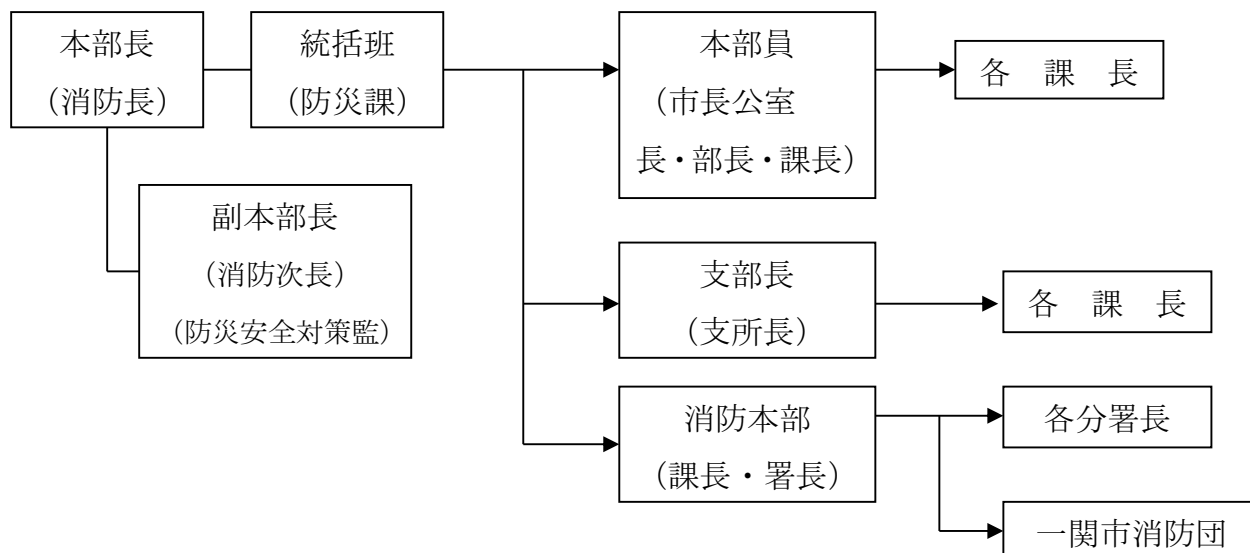 本部長
（消防長）
統括班
（防災課）
本部員
（市長公室
長・部長・課長）
各　課　長
副本部長
（消防次長）
（防災安全対策監）
支部長
（支所長）
各　課　長
消防本部
（課長・署長）
各分署長
一関市消防団